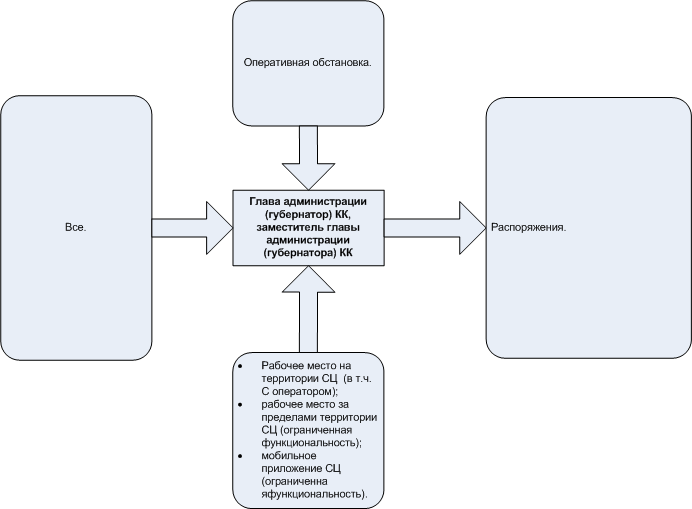 Оперативная обстановка.
Все.
Глава администрации
(губернатор) КК,
заместитель главы
администрации
(губернатора) КК
Распоряжения.
• Рабочее место на
территории СЦ (в т.ч.
С оператором);
• рабочее место за
пределами территории
СЦ (ограниченная
функциональность);
• мобильное
приложение СЦ
(ограниченна
яфункциональность).